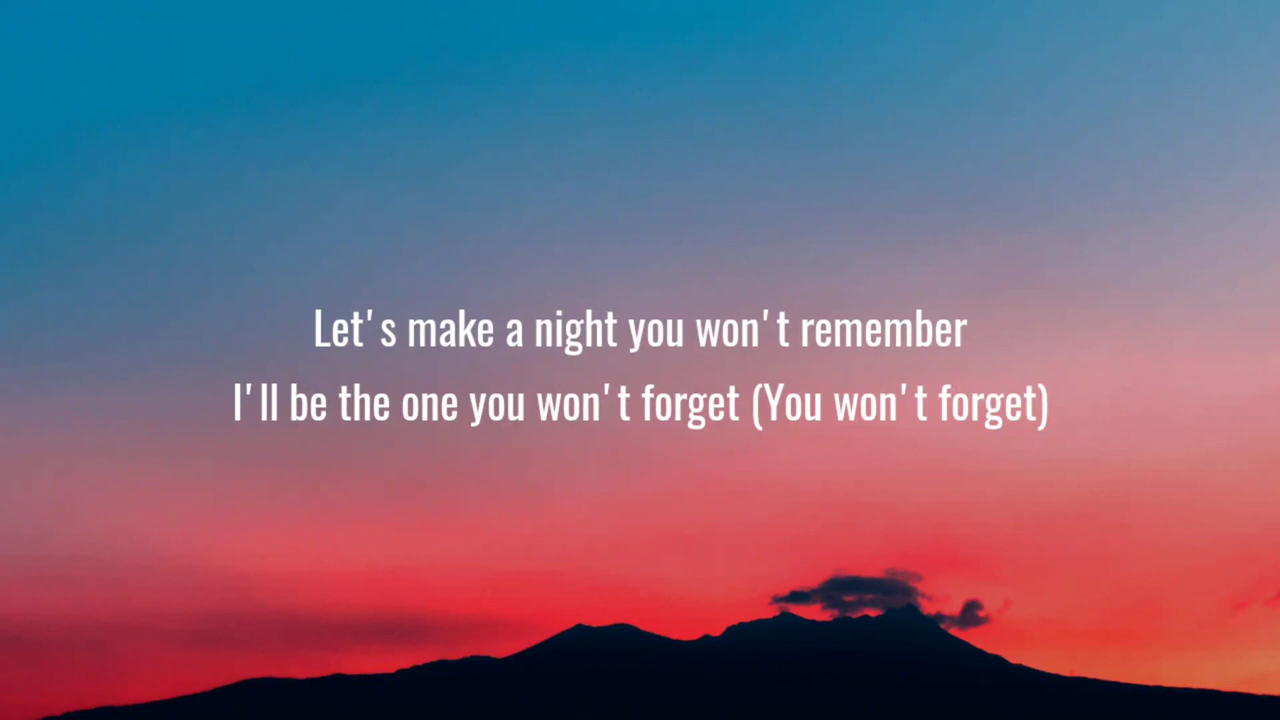 Let's make a night you won't remember
I'll be the one you won't forget (You won't forget)